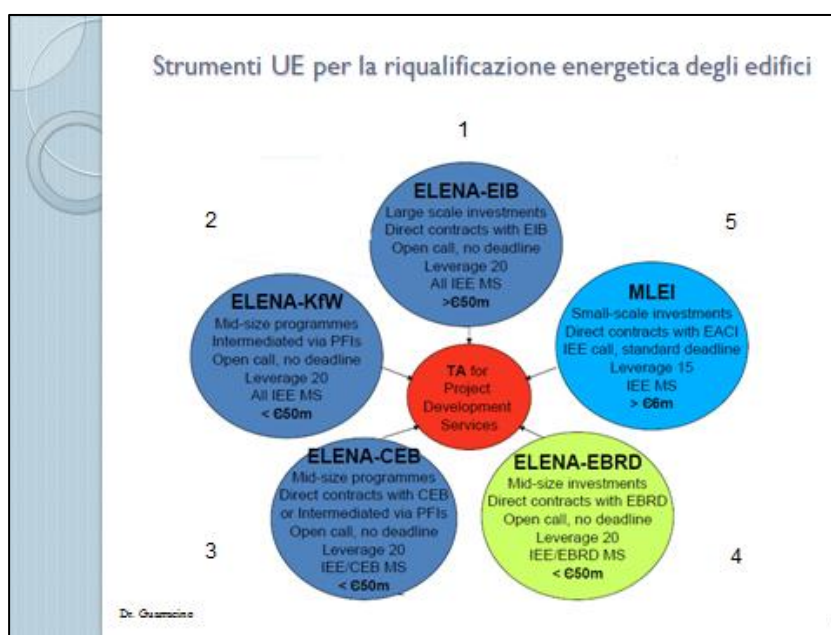 Strumenti UE per la riqualificazione energetica degli edifici
1
ELENA-EIB
Large scale investments
Direct contracts with EIB
Open call, no deadline
Leverage 20
All IEE MS
>€50m
2
ELENA-KfW
Mid-size programmes
Intermediated via PFIs
Open call, no deadline
Leverage 20
All IEE MS
< €50m
3
ELENA-CEB
Mid-size programmes
Direct contracts with CEB
or Intermediated via PFIs
Open call, no deadline
Leverage 20
IEE/CEB MS
< €50m
4
ELENA-EBRD
Mid-size investments
Direct contracts with EBRD
Open call, no deadline
Leverage 20
IEE/EBRD MS
< €50m
5
MLEI
Small-scale investments
Direct contracts with EACI
IEE call, standard deadline
Leverage 15
IEE MS
> €6m
TA for
Project
Development
Services
Dr. Guarracino